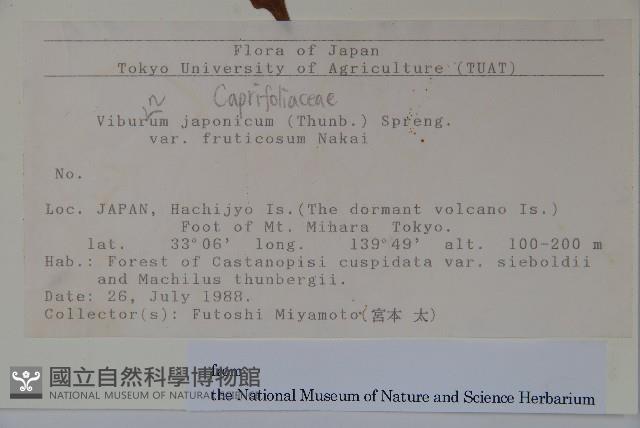 Flora of Japan
Tokyo University of Agriculture (TUAT)
n Caprifoliaceae
Viburum japonicum (Thunb.) Spreng.
var. fruticosum Nakai
No.
Loc. JAPAN, Hachijyo Is.(The dormant volcano Is.)
Foot of Mt. Mihara Tokyo.
lat. 33°06' long. 139°49' alt. 100-200 m
Hab.: Forest of Castanopisi cuspidata var. sieboldii
and Machilus thunbergii.
Date: 26, July 1988.
Collector(s): Futoshi Miyamoto(宮本 太)
from
the National Museum of Nature and Science Herbarium
國立自然科學博物館
NATIONAL MUSEUM OF NATURAL